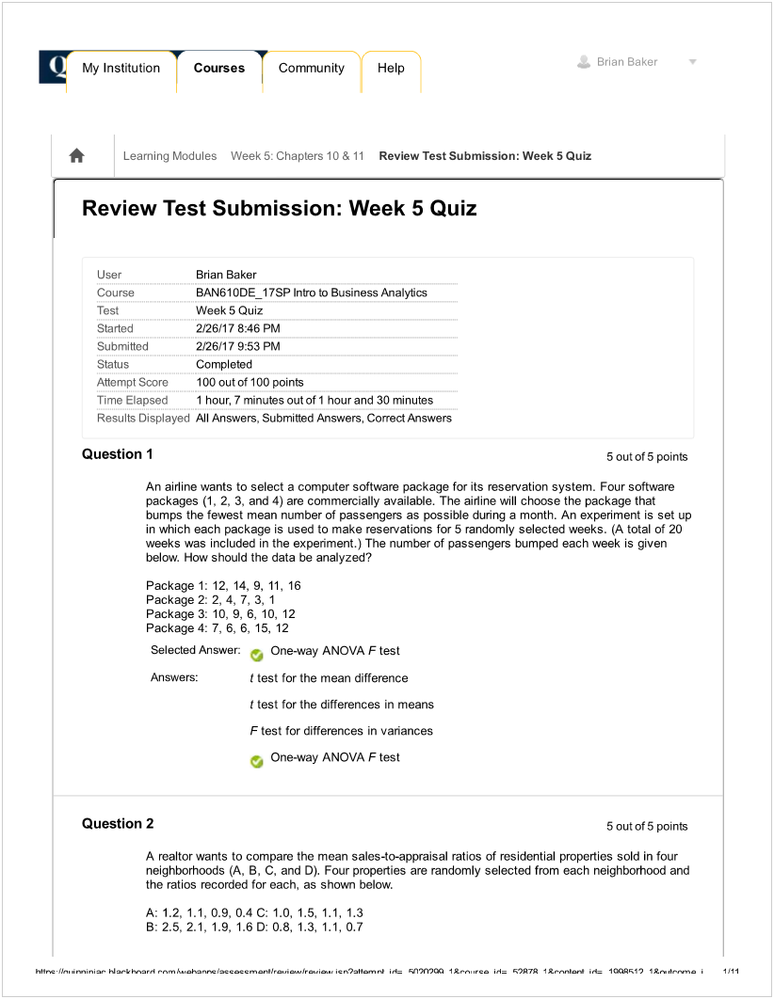 Q My Institution Courses Community Help Brian Baker
Learning Modules Week 5: Chapters 10 & 11 Review Test Submission: Week 5 Quiz
Review Test Submission: Week 5 Quiz
User Brian Baker
Course BAN610DE_17SP Intro to Business Analytics
Test Week 5 Quiz
Started 2/26/17 8:46 PM
Submitted 2/26/17 9:53 PM
Status Completed
Attempt Score 100 out of 100 points
Time Elapsed 1 hour, 7 minutes out of 1 hour and 30 minutes
Results Displayed All Answers, Submitted Answers, Correct Answers
Question 1 5 out of 5 points
An airline wants to select a computer software package for its reservation system. Four software
packages (1, 2, 3, and 4) are commercially available. The airline will choose the package that
bumps the fewest mean number of passengers as possible during a month. An experiment is set up
in which each package is used to make reservations for 5 randomly selected weeks. (A total of 20
weeks was included in the experiment.) The number of passengers bumped each week is given
below. How should the data be analyzed?
Package 1: 12, 14, 9, 11, 16
Package 2: 2, 4, 7, 3, 1
Package 3: 10, 9, 6, 10, 12
Package 4: 7, 6, 6, 15, 12
Selected Answer: One-way ANOVA F test
Answers: t test for the mean difference
t test for the differences in means
F test for differences in variances
One-way ANOVA F test
Question 2 5 out of 5 points
A realtor wants to compare the mean sales-to-appraisal ratios of residential properties sold in four
neighborhoods (A, B, C, and D). Four properties are randomly selected from each neighborhood and
the ratios recorded for each, as shown below.
A: 1.2, 1.1, 0.9, 0.4 C: 1.0, 1.5, 1.1, 1.3
B: 2.5, 2.1, 1.9, 1.6 D: 0.8, 1.3, 1.1, 0.7
https://quinnipiac.blackboard.com/webapps/assessment/review/review.jsp?attempt_id=_5020299_1&course_id=_52878_1&content_id=_1998512_1&outcome_i… 1/11